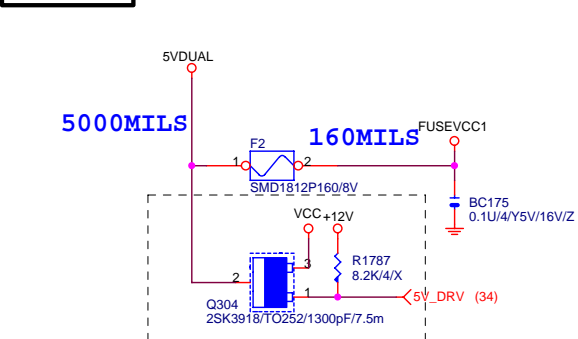 5VDUAL
5000MILS
F2
160MILS
FUSEVCC1
1
2
SMD1812P160/8V
BC175
0.1U/4/Y5V/16V/Z
VCC
+12V
3
R1787
8.2K/4/X
2
1
5V_DRV (34)
Q304
2SK3918/TO252/1300pF/7.5m